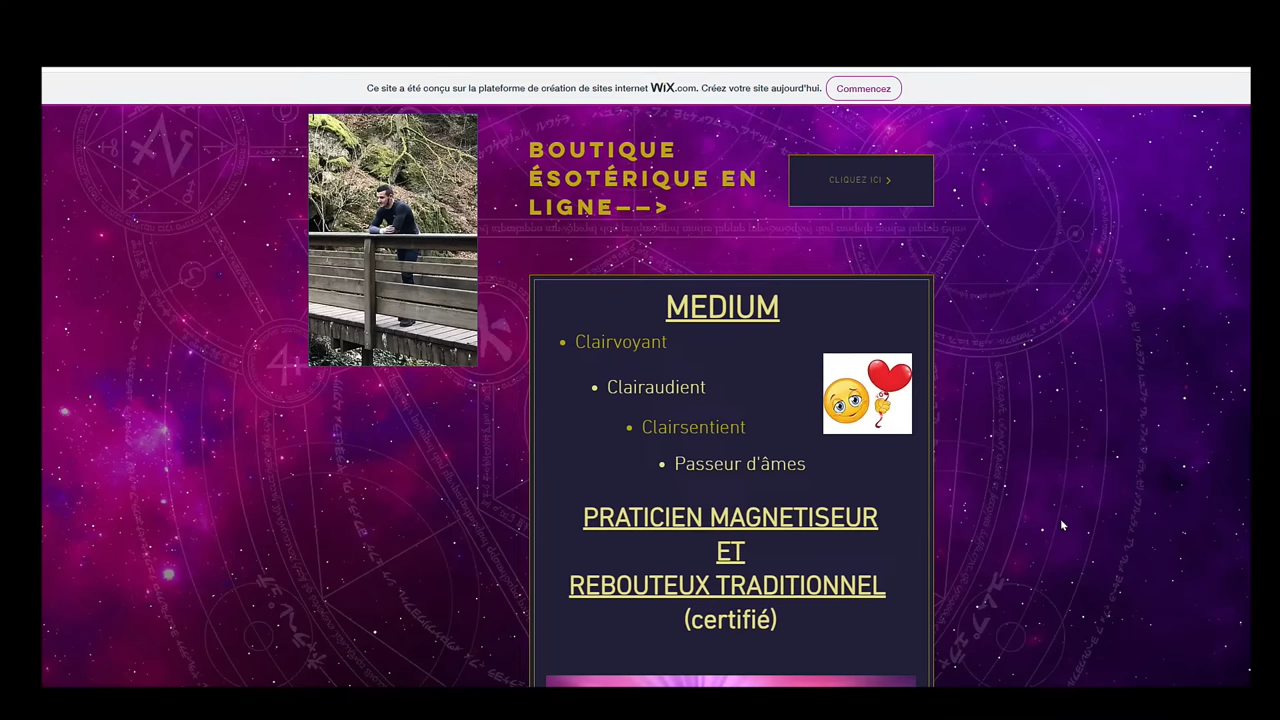 Ce site a été conçu sur la plateforme de création de sites internet WiX.com. Créez votre site aujourd'hui.
Commencez
BOUTIQUE
ÉSOTÉRIQUE EN
LIGNE-->
CLIQUEZ ICI >
MEDIUM
• Clairvoyant
• Clairaudient
• Clairsentient
• Passeur d'âmes
PRATICIEN MAGNETISEUR
ET
REBOUTEUX TRADITIONNEL
(certifié)